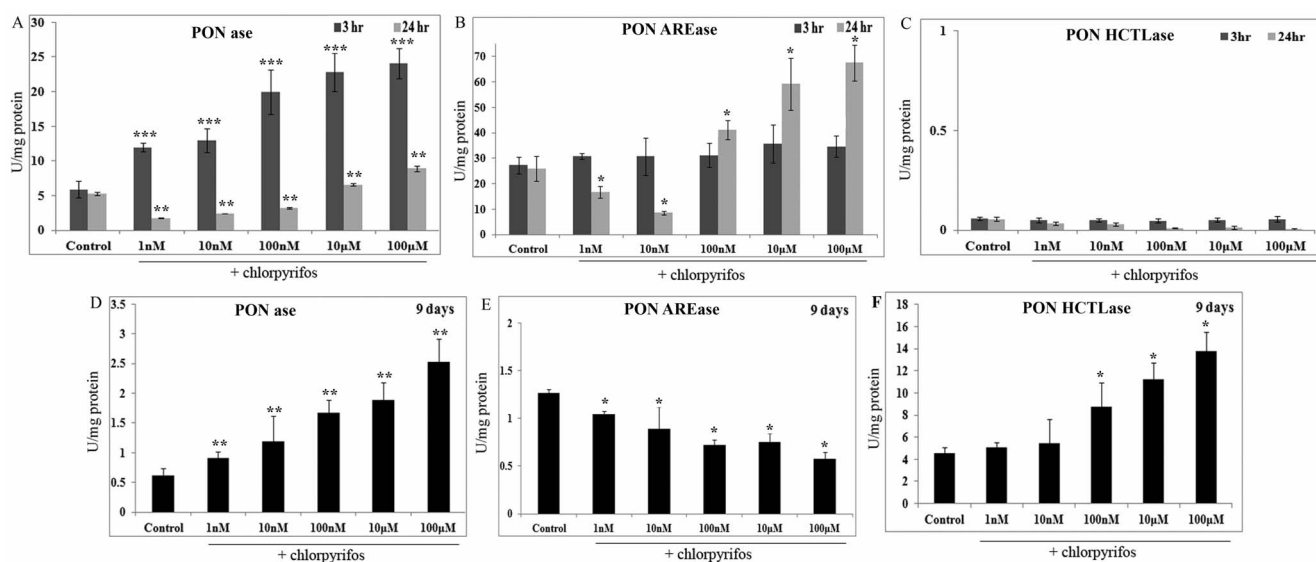 A
PON ase
3 hr 24 hr
U/mg protein
30
25
20
15
10
5
0
***
***
***
***
***
**
**
**
**
**
Control 1nM 10nM 100nM 10µM 100µM
+ chlorpyrifos
B
PON AREase
3 hr 24 hr
U/mg protein
70
60
50
40
30
20
10
0
*
*
*
*
*
Control 1nM 10nM 100nM 10µM 100µM
+ chlorpyrifos
C
PON HCTLase
3hr 24hr
U/mg protein
1
0.5
0
Control 1nM 10nM 100nM 10µM 100µM
+ chlorpyrifos
D
PON ase
9 days
U/mg protein
3.5
3
2.5
2
1.5
1
0.5
0
**
**
**
**
**
Control 1nM 10nM 100nM 10µM 100µM
+ chlorpyrifos
E
PON AREase
9 days
U/mg protein
2
1.5
1
0.5
0
*
*
*
*
*
Control 1nM 10nM 100nM 10µM 100µM
+ chlorpyrifos
F
PON HCTLase
9 days
U/mg protein
18
16
14
12
10
8
6
4
2
0
*
*
*
Control 1nM 10nM 100nM 10µM 100µM
+ chlorpyrifos